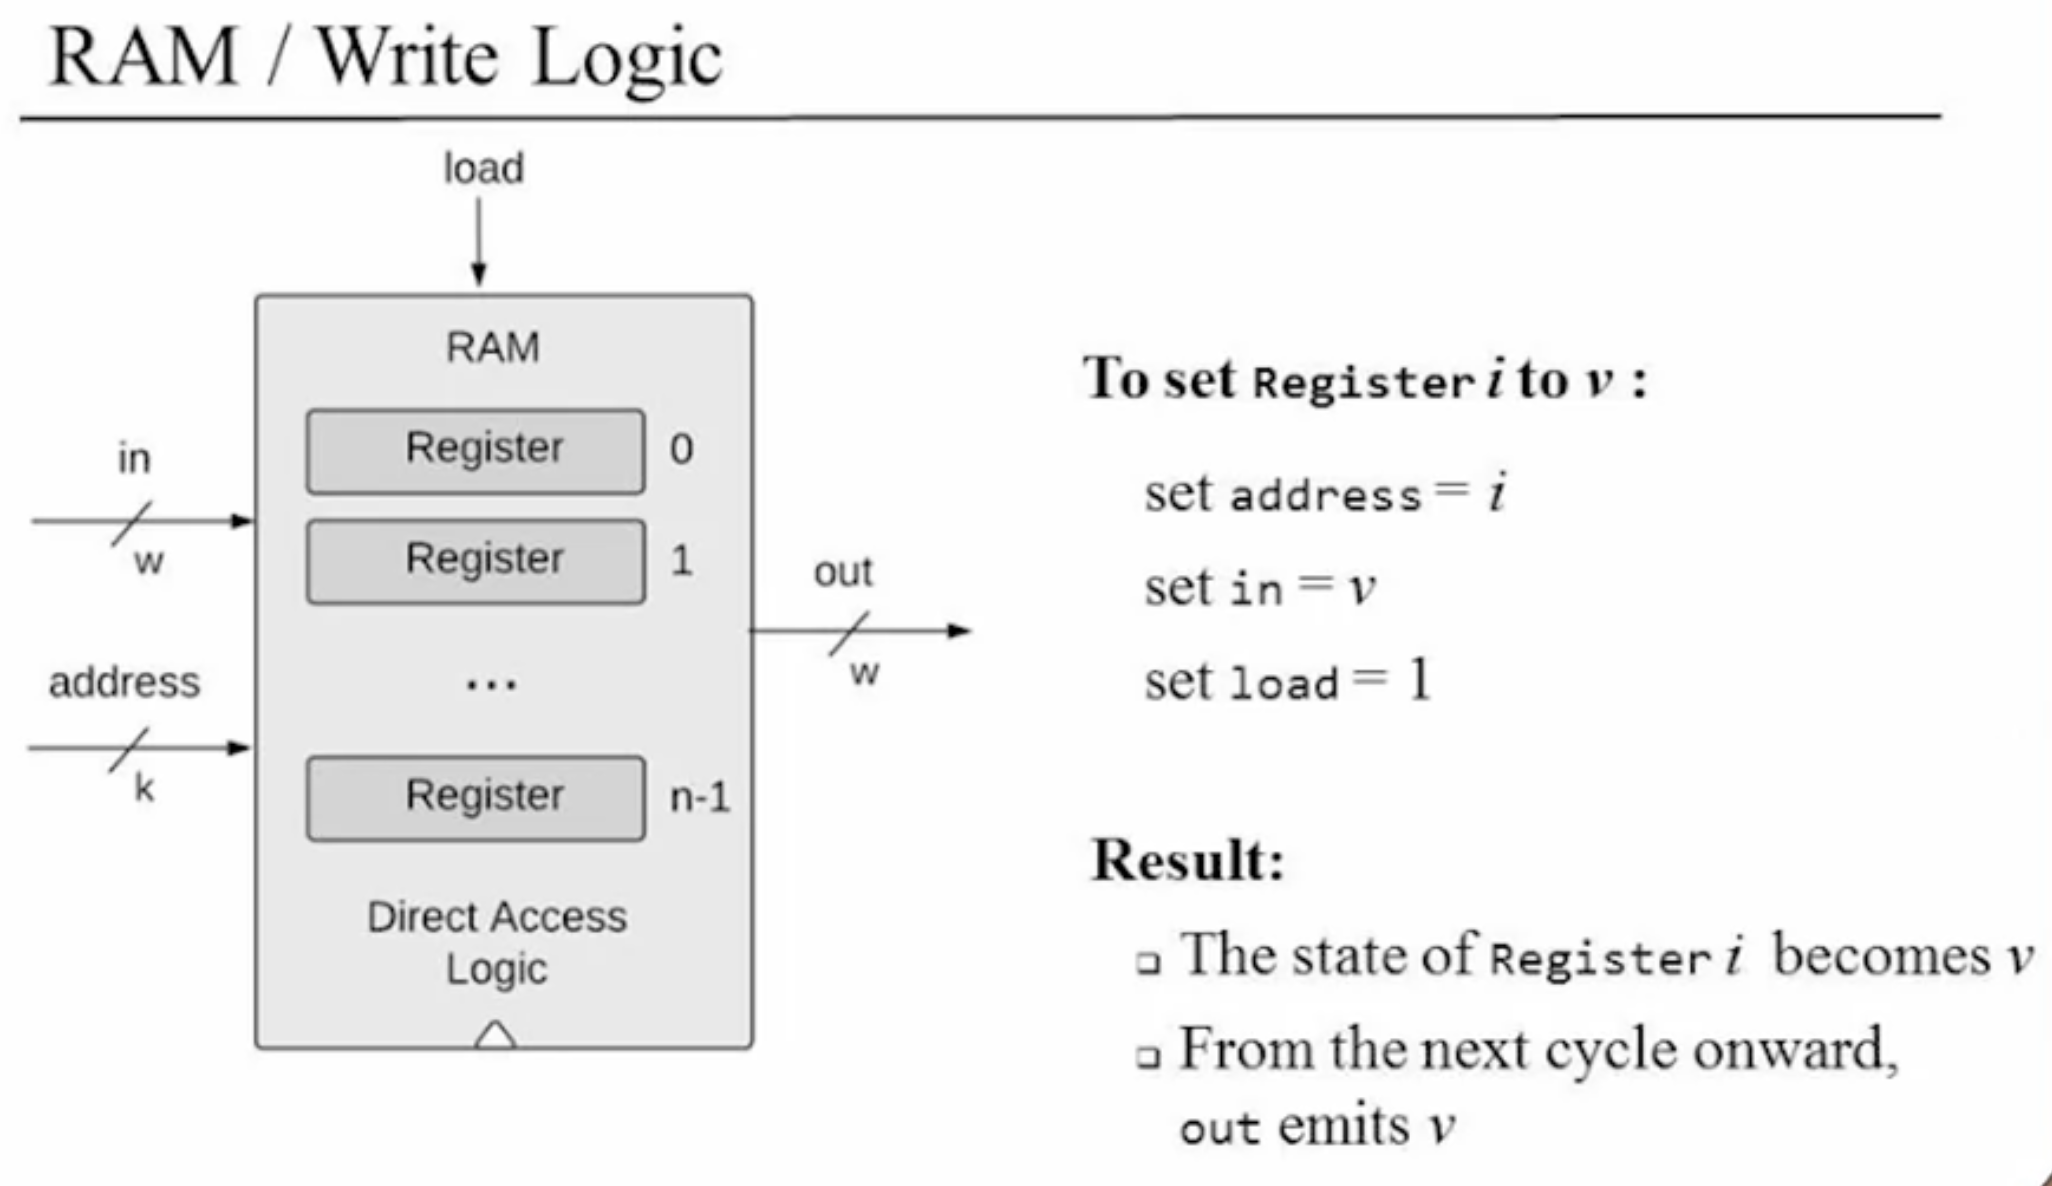 RAM / Write Logic
load
RAM
Register 0
in
w
Register 1
out
w
address
k
...
Register n-1
Direct Access
Logic
To set Register i to v :
set address = i
set in = v
set load = 1
Result:
❑ The state of Register i becomes v
❑ From the next cycle onward,
out emits v